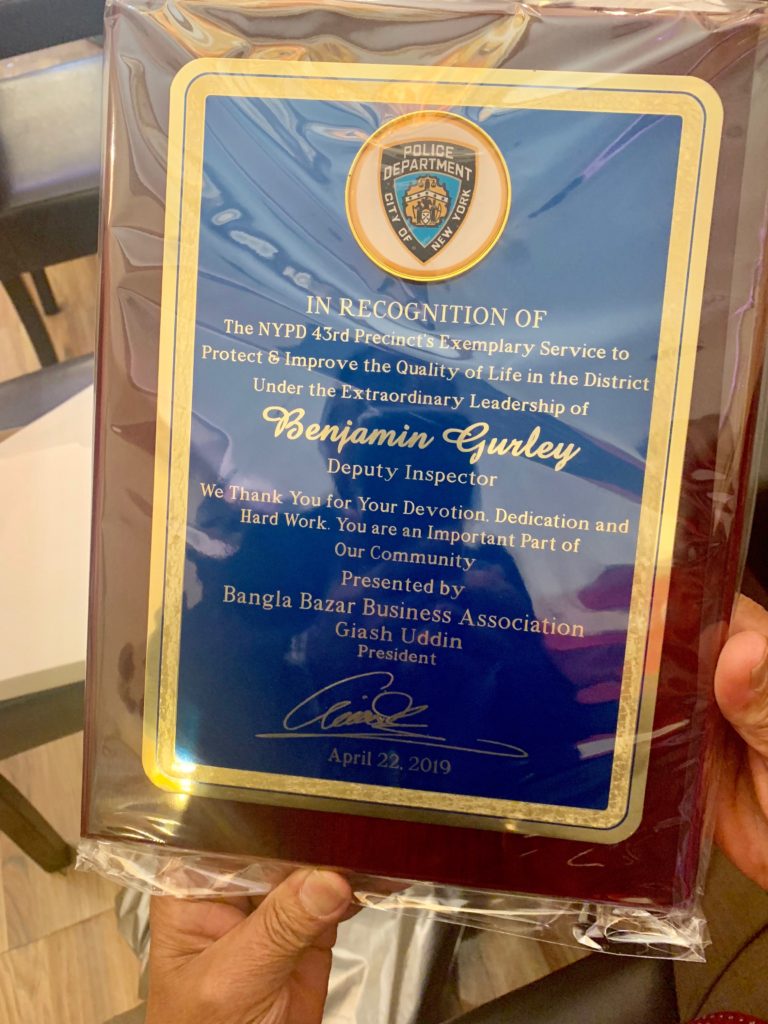 POLICE
DEPARTMENT
CITY OF NEW YORK
IN RECOGNITION OF
The NYPD 43rd Precinct's Exemplary Service to
Protect & Improve the Quality of Life in the District
Under the Extraordinary Leadership of
Benjamin Gurley
Deputy Inspector
We Thank You for Your Devotion, Dedication and
Hard Work. You are an Important Part of
Our Community
Presented by
Bangla Bazar Business Association
Giash Uddin
President
April 22, 2019